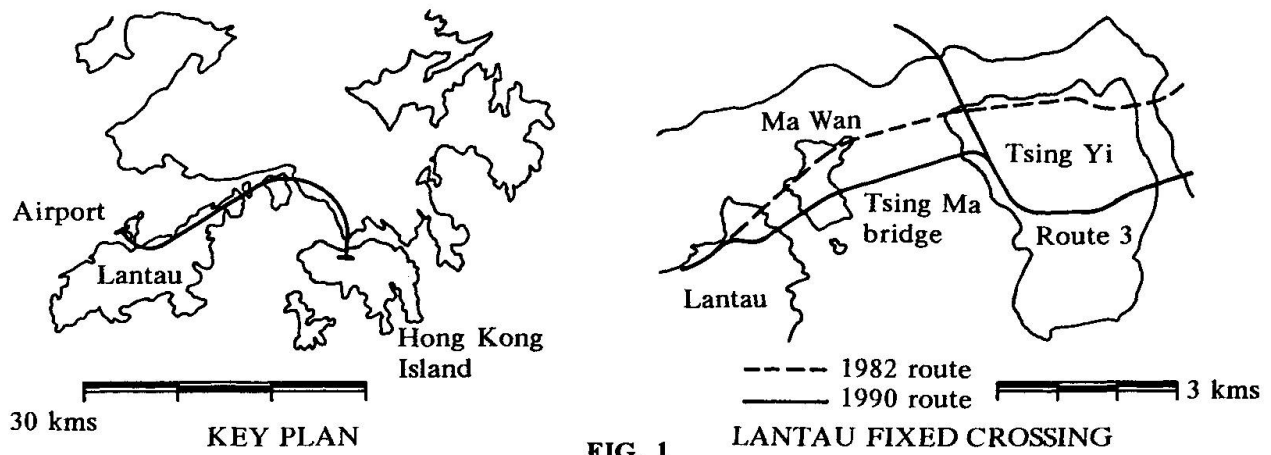 Airport
Lantau
Hong Kong
Island
30 kms
KEY PLAN
Ma Wan
Tsing Yi
Tsing Ma
bridge
Route 3
Lantau
1982 route
1990 route
3 kms
LANTAU FIXED CROSSING
FIG. 1